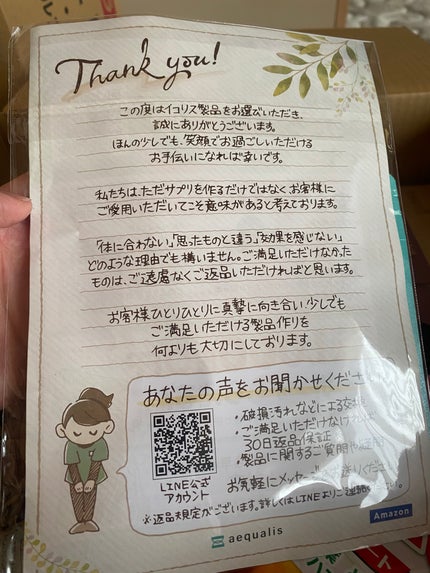 Thank you!
この度はイコリス製品をお選びいただき、
誠にありがとうございます。
ほんの少しでも、笑顔でお過ごしいただける
お手伝いになれば幸いです。
私たちは、ただサプリを作るだけではなく、お客様に
ご愛用いただいてこそ意味があると考えております。
「体に合わない」「思ったものと違う」「効果を感じない」
どのような理由でも構いません。ご満足いただけなかった
ものは、ご遠慮なくご返品いただければと思います。
お客様ひとりひとりに真摯に向き合い、少しでも
ご満足いただける製品作りを
何よりも大切にしております。
あなたの声をお聞かせくださ
・破損汚れなどによる交換
・ご満足いただけなけ
30日返品保証
・製品に関するご質問や
お気軽にメッセージ
LINE公式
アカウント
※返品規定がございます。詳しくはLINEよりご確認ください。
Amazon
aequalis